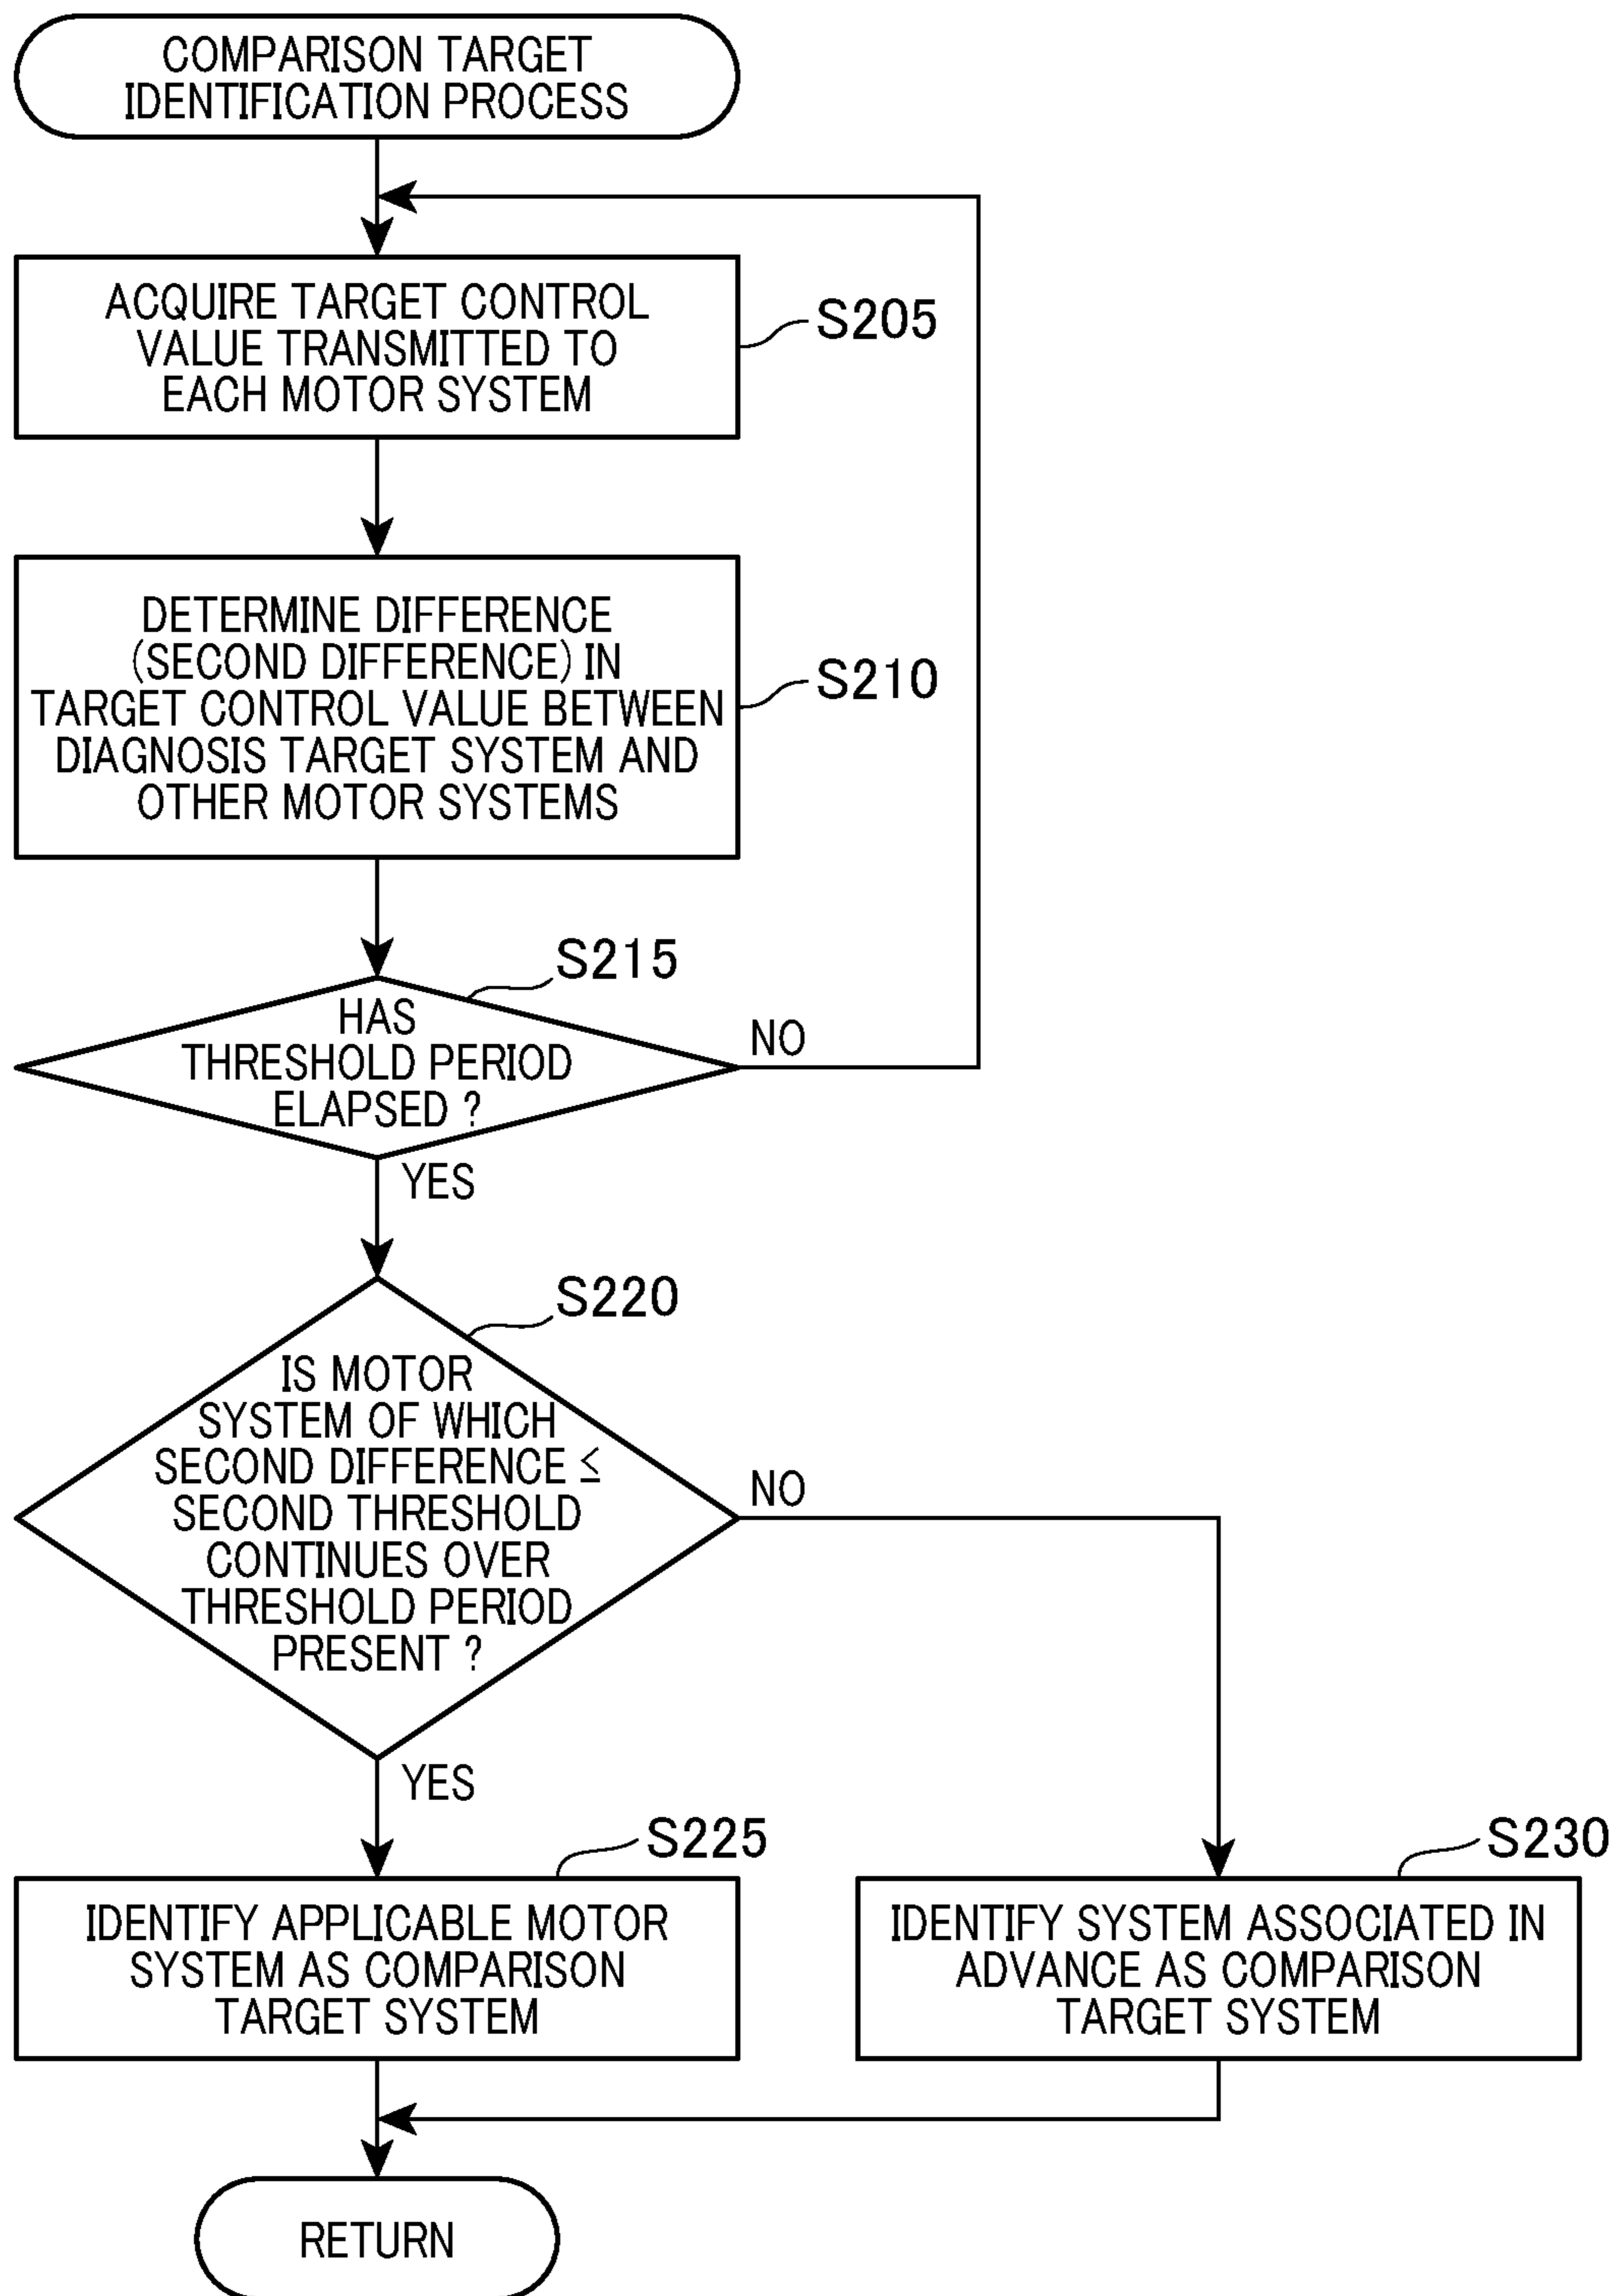 COMPARISON TARGET
IDENTIFICATION PROCESS
ACQUIRE TARGET CONTROL
VALUE TRANSMITTED TO
EACH MOTOR SYSTEM
S205
DETERMINE DIFFERENCE
(SECOND DIFFERENCE) IN
TARGET CONTROL VALUE BETWEEN
DIAGNOSIS TARGET SYSTEM AND
OTHER MOTOR SYSTEMS
S210
S215
HAS
THRESHOLD PERIOD
ELAPSED ?
NO
YES
S220
IS MOTOR
SYSTEM OF WHICH
SECOND DIFFERENCE ≤
SECOND THRESHOLD
CONTINUES OVER
THRESHOLD PERIOD
PRESENT ?
NO
YES
S225
IDENTIFY APPLICABLE MOTOR
SYSTEM AS COMPARISON
TARGET SYSTEM
S230
IDENTIFY SYSTEM ASSOCIATED IN
ADVANCE AS COMPARISON
TARGET SYSTEM
RETURN